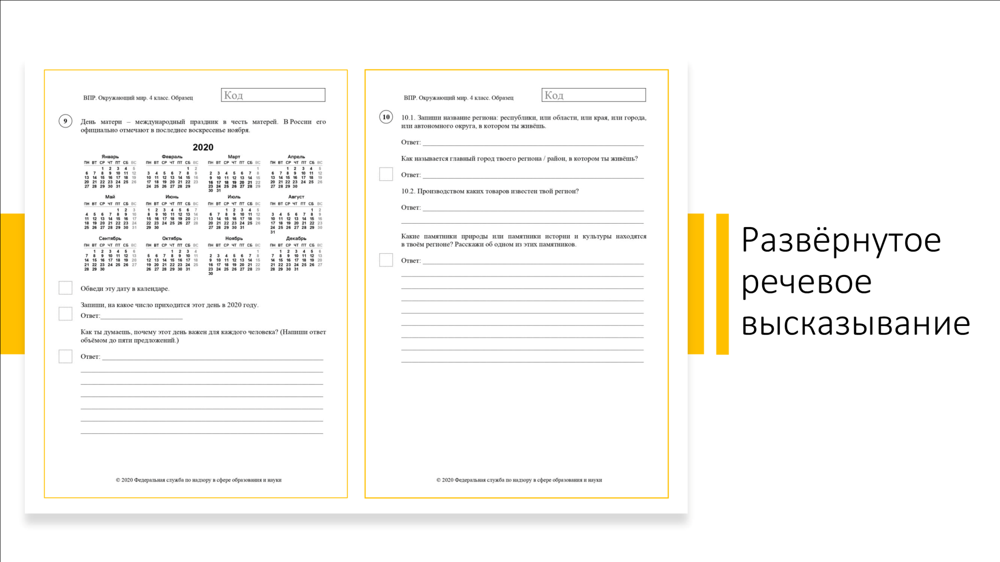 ВПР. Окружающий мир. 4 класс. Образец
Код
9
День матери – международный праздник в честь матерей. В России его
официально отмечают в последнее воскресенье ноября.
2020
Январь Февраль Март Апрель
ПН ВТ СР ЧТ ПТ СБ ВС ПН ВТ СР ЧТ ПТ СБ ВС ПН ВТ СР ЧТ ПТ СБ ВС ПН ВТ СР ЧТ ПТ СБ ВС
1 2 3 4 5 1 2 1 1 2 3 4 5
6 7 8 9 10 11 12 3 4 5 6 7 8 9 2 3 4 5 6 7 8 6 7 8 9 10 11 12
13 14 15 16 17 18 19 10 11 12 13 14 15 16 9 10 11 12 13 14 15 13 14 15 16 17 18 19
20 21 22 23 24 25 26 17 18 19 20 21 22 23 16 17 18 19 20 21 22 20 21 22 23 24 25 26
27 28 29 30 31 24 25 26 27 28 29 23 24 25 26 27 28 29 27 28 29 30
30 31
Май Июнь Июль Август
ПН ВТ СР ЧТ ПТ СБ ВС ПН ВТ СР ЧТ ПТ СБ ВС ПН ВТ СР ЧТ ПТ СБ ВС ПН ВТ СР ЧТ ПТ СБ ВС
1 2 3 1 2 3 4 5 6 7 1 2 3 4 5 1 2
4 5 6 7 8 9 10 8 9 10 11 12 13 14 6 7 8 9 10 11 12 3 4 5 6 7 8 9
11 12 13 14 15 16 17 15 16 17 18 19 20 21 13 14 15 16 17 18 19 10 11 12 13 14 15 16
18 19 20 21 22 23 24 22 23 24 25 26 27 28 20 21 22 23 24 25 26 17 18 19 20 21 22 23
25 26 27 28 29 30 31 29 30 27 28 29 30 31 24 25 26 27 28 29 30
31
Сентябрь Октябрь Ноябрь Декабрь
ПН ВТ СР ЧТ ПТ СБ ВС ПН ВТ СР ЧТ ПТ СБ ВС ПН ВТ СР ЧТ ПТ СБ ВС ПН ВТ СР ЧТ ПТ СБ ВС
1 2 3 4 5 6 1 2 3 4 1 1 2 3 4 5 6
7 8 9 10 11 12 13 5 6 7 8 9 10 11 2 3 4 5 6 7 8 7 8 9 10 11 12 13
14 15 16 17 18 19 20 12 13 14 15 16 17 18 9 10 11 12 13 14 15 14 15 16 17 18 19 20
21 22 23 24 25 26 27 19 20 21 22 23 24 25 16 17 18 19 20 21 22 21 22 23 24 25 26 27
28 29 30 26 27 28 29 30 31 23 24 25 26 27 28 29 28 29 30 31
30
Обведи эту дату в календаре.
Запиши, на какое число приходится этот день в 2020 году.
Ответ:
Как ты думаешь, почему этот день важен для каждого человека? (Напиши ответ
объёмом до пяти предложений.)
Ответ:
© 2020 Федеральная служба по надзору в сфере образования и науки
ВПР. Окружающий мир. 4 класс. Образец
Код
10
10.1. Запиши название региона: республики, или области, или края, или города,
или автономного округа, в котором ты живёшь.
Ответ:
Как называется главный город твоего региона / район, в котором ты живёшь?
Ответ:
10.2. Производством каких товаров известен твой регион?
Ответ:
Какие памятники природы или памятники истории и культуры находятся
в твоём регионе? Расскажи об одном из этих памятников.
Ответ:
© 2020 Федеральная служба по надзору в сфере образования и науки
Развёрнутое
речевое
высказывание